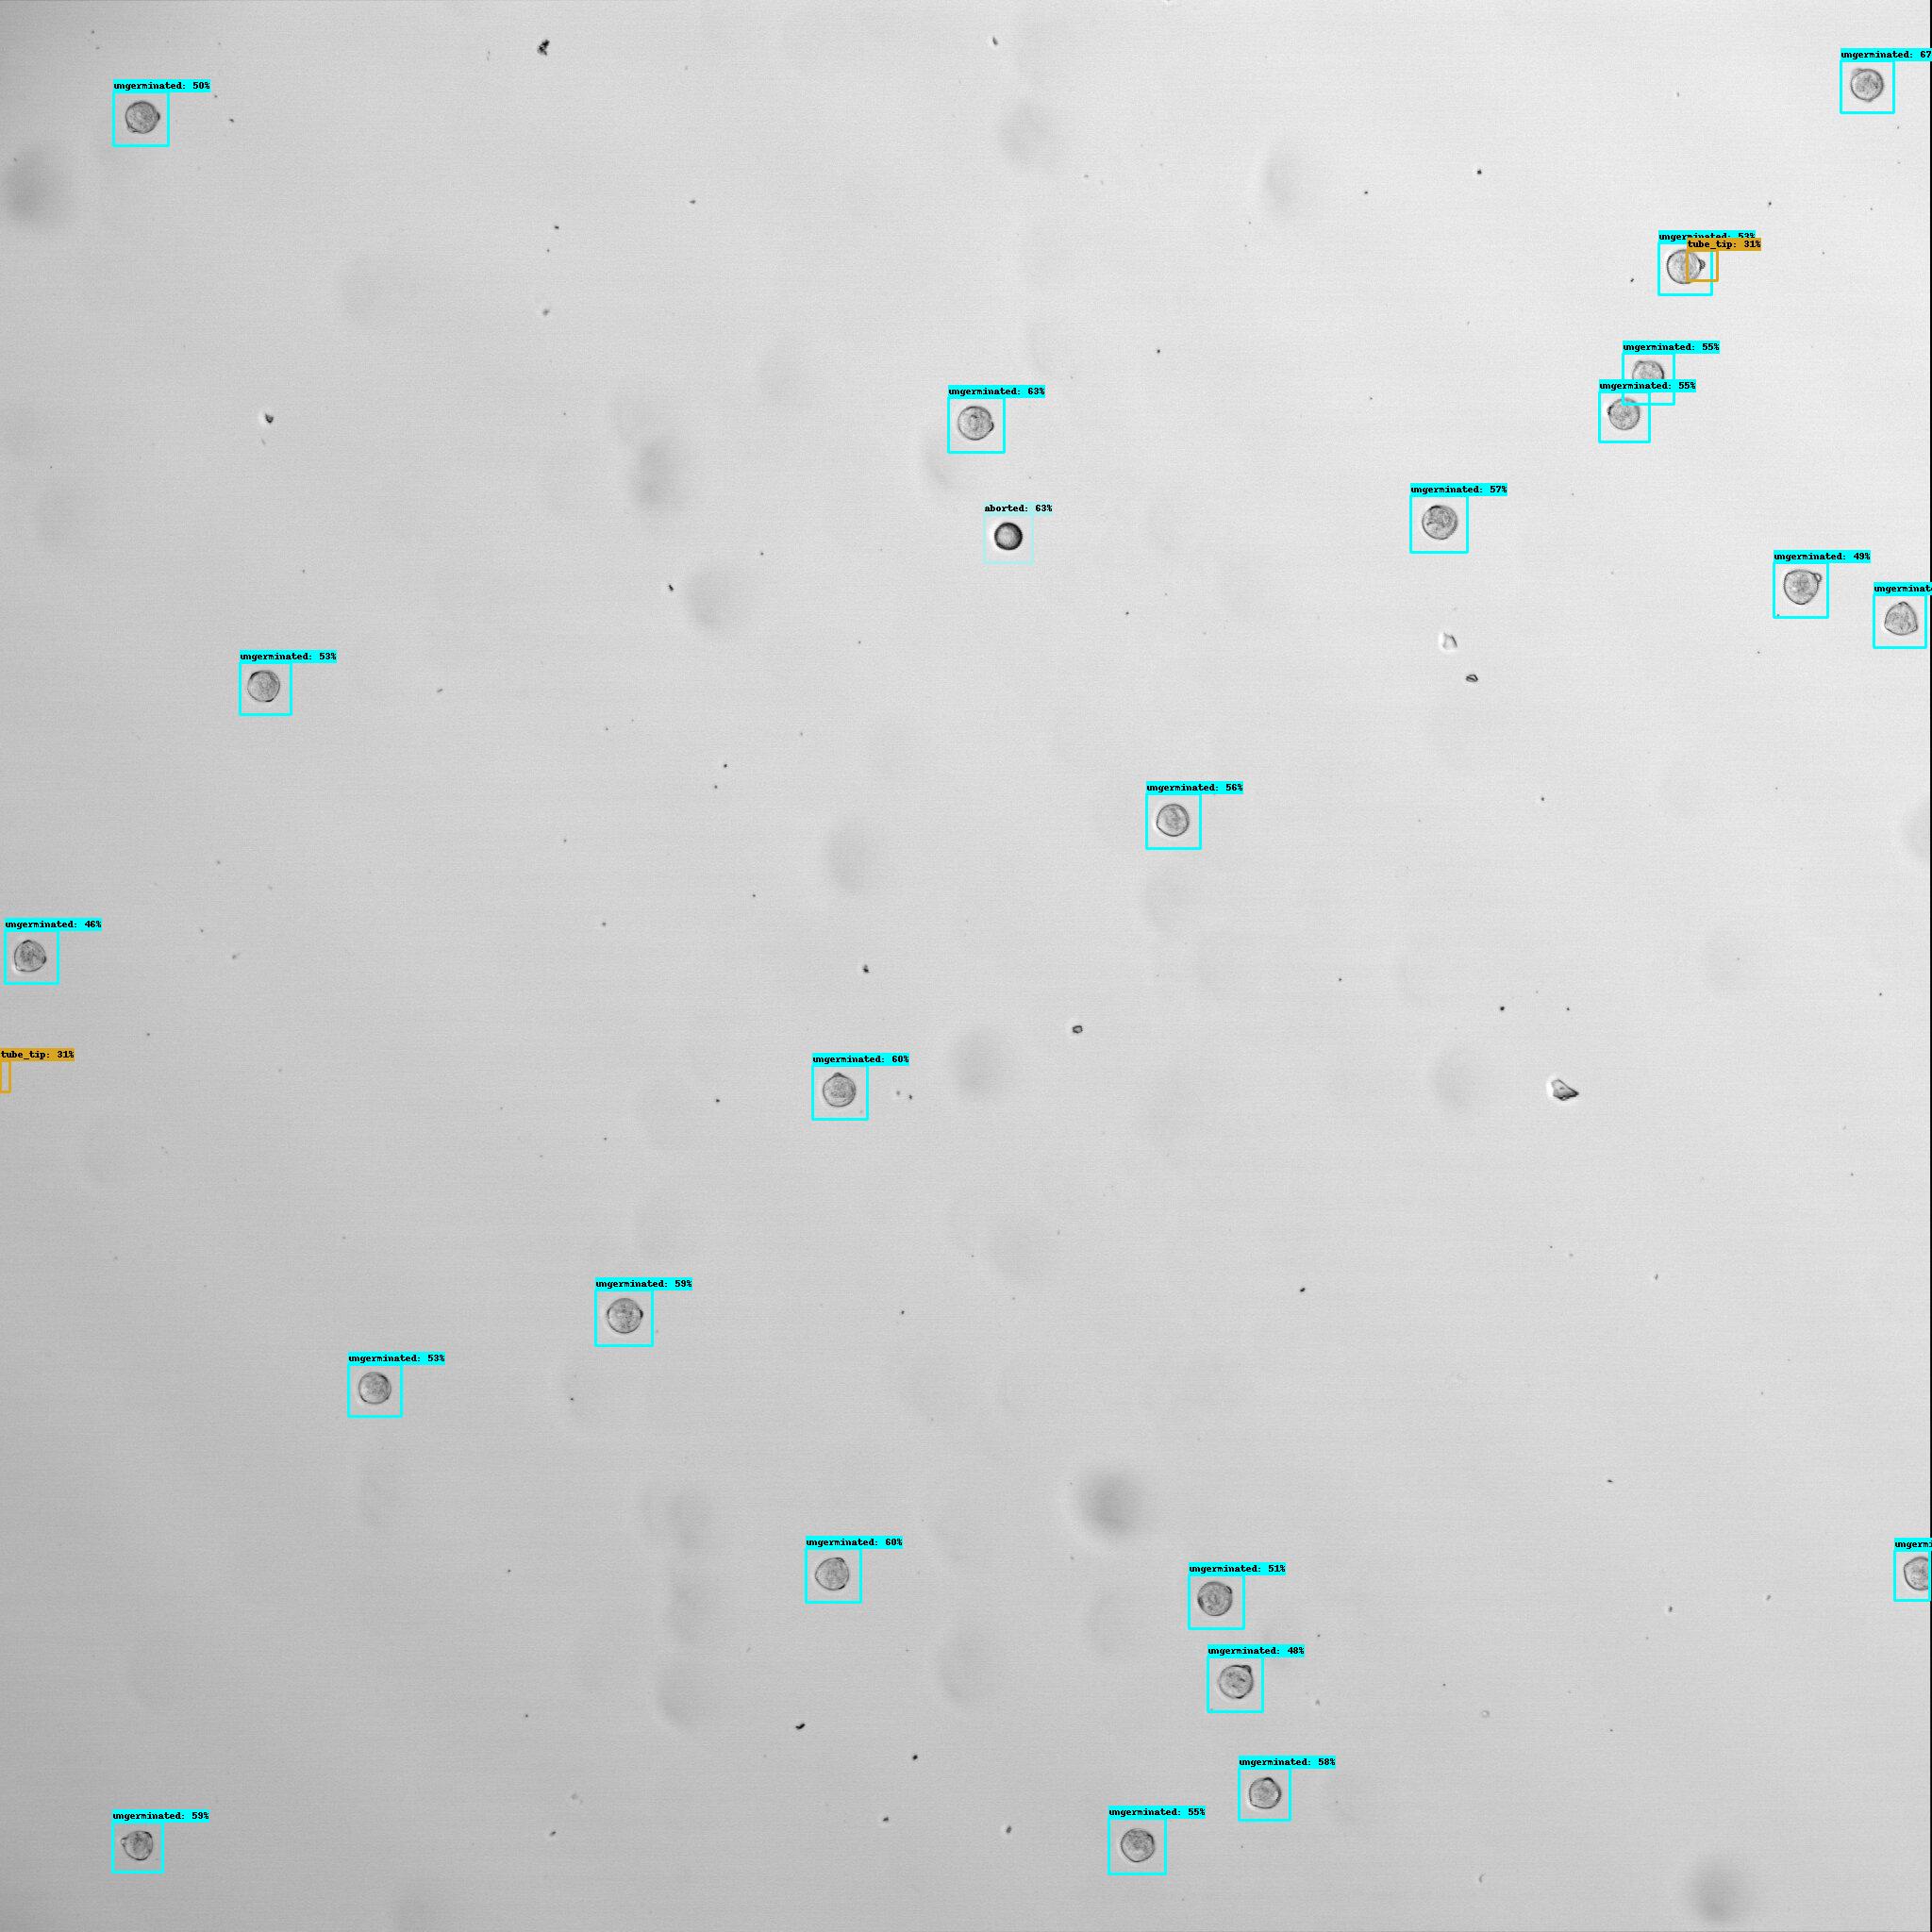 ungerminated: 67
ungerminated: 50%
ungerminated: 53%
tube_tip: 31%
ungerminated: 55%
ungerminated: 55%
ungerminated: 63%
ungerminated: 57%
aborted: 63%
ungerminated: 49%
ungerminate
ungerminated: 53%
ungerminated: 56%
ungerminated: 46%
tube_tip: 31%
ungerminated: 60%
ungerminated: 59%
ungerminated: 53%
ungerminated: 60%
ungerm
ungerminated: 51%
ungerminated: 48%
ungerminated: 58%
ungerminated: 55%
ungerminated: 59%